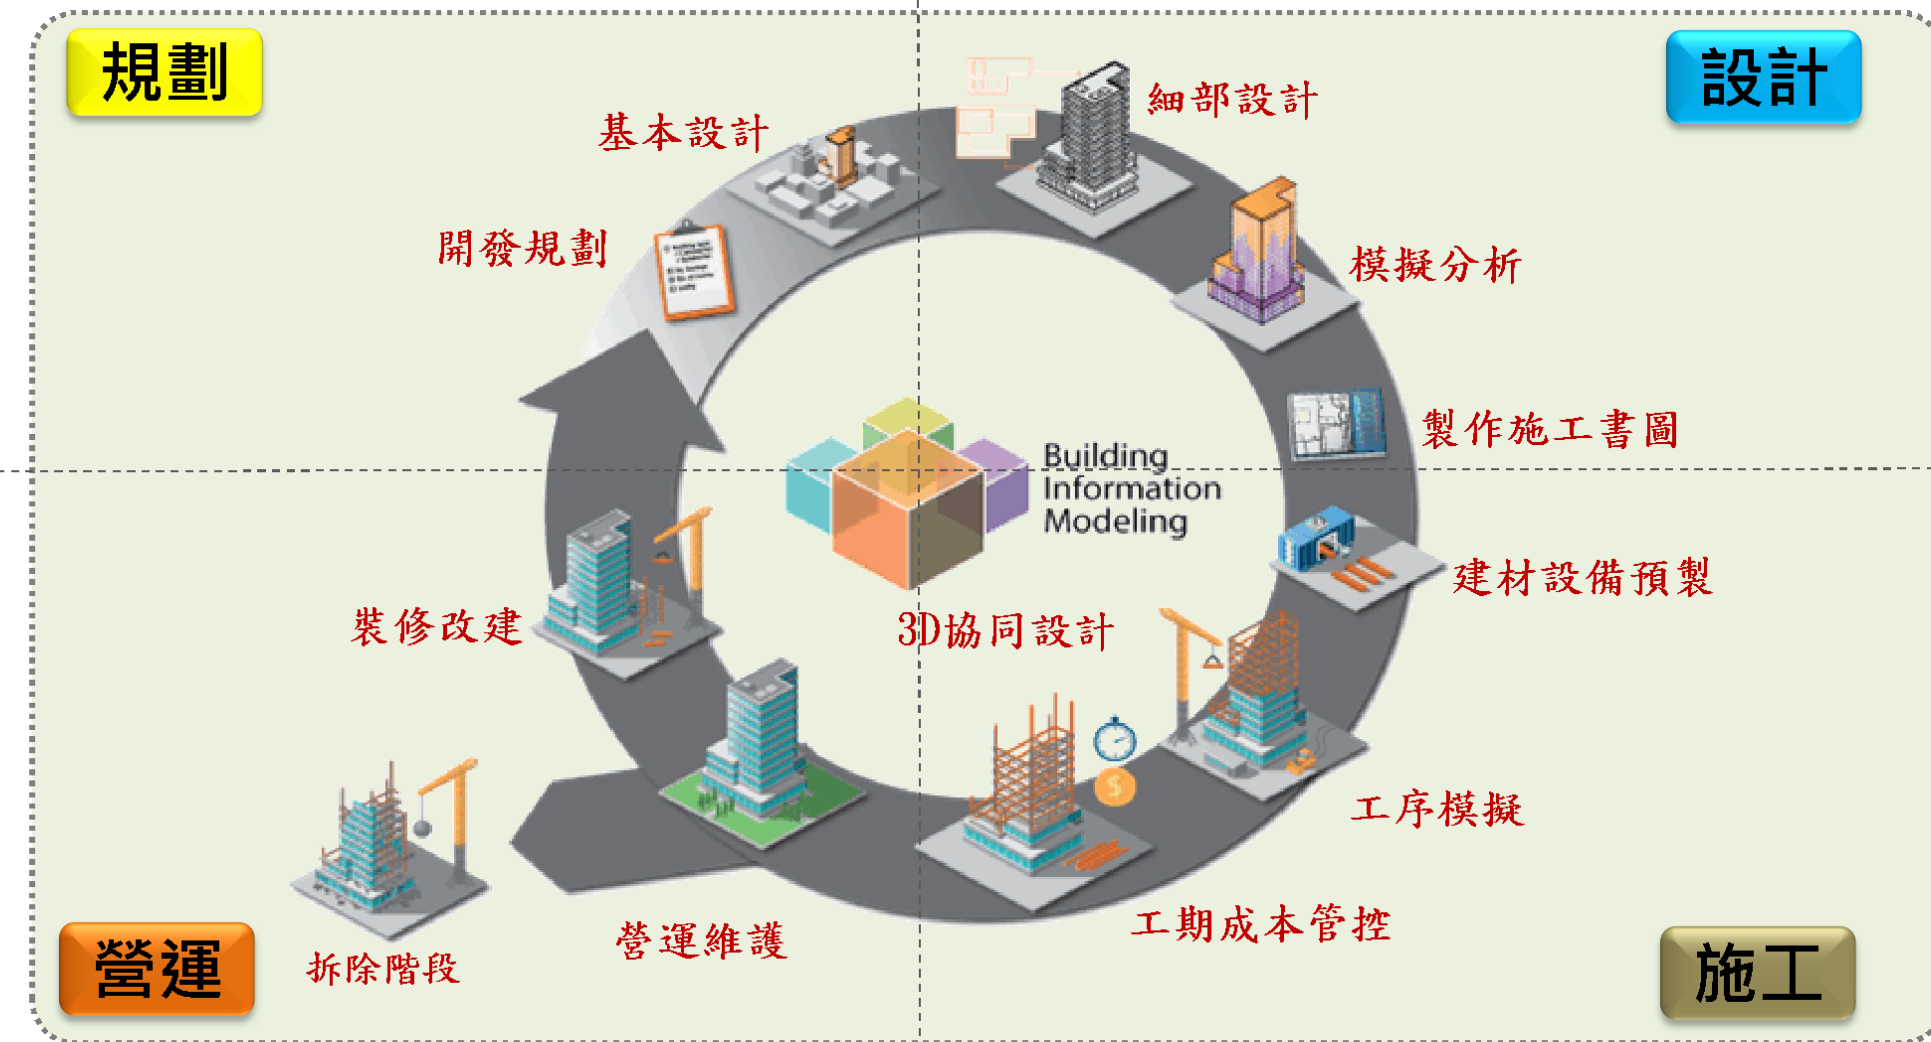 規劃
設計
基本設計
細部設計
開發規劃
模擬分析
製作施工書圖
Building
Information
Modeling
建材設備預製
裝修改建
3D協同設計
工序模擬
工期成本管控
營運維護
拆除階段
營運
施工